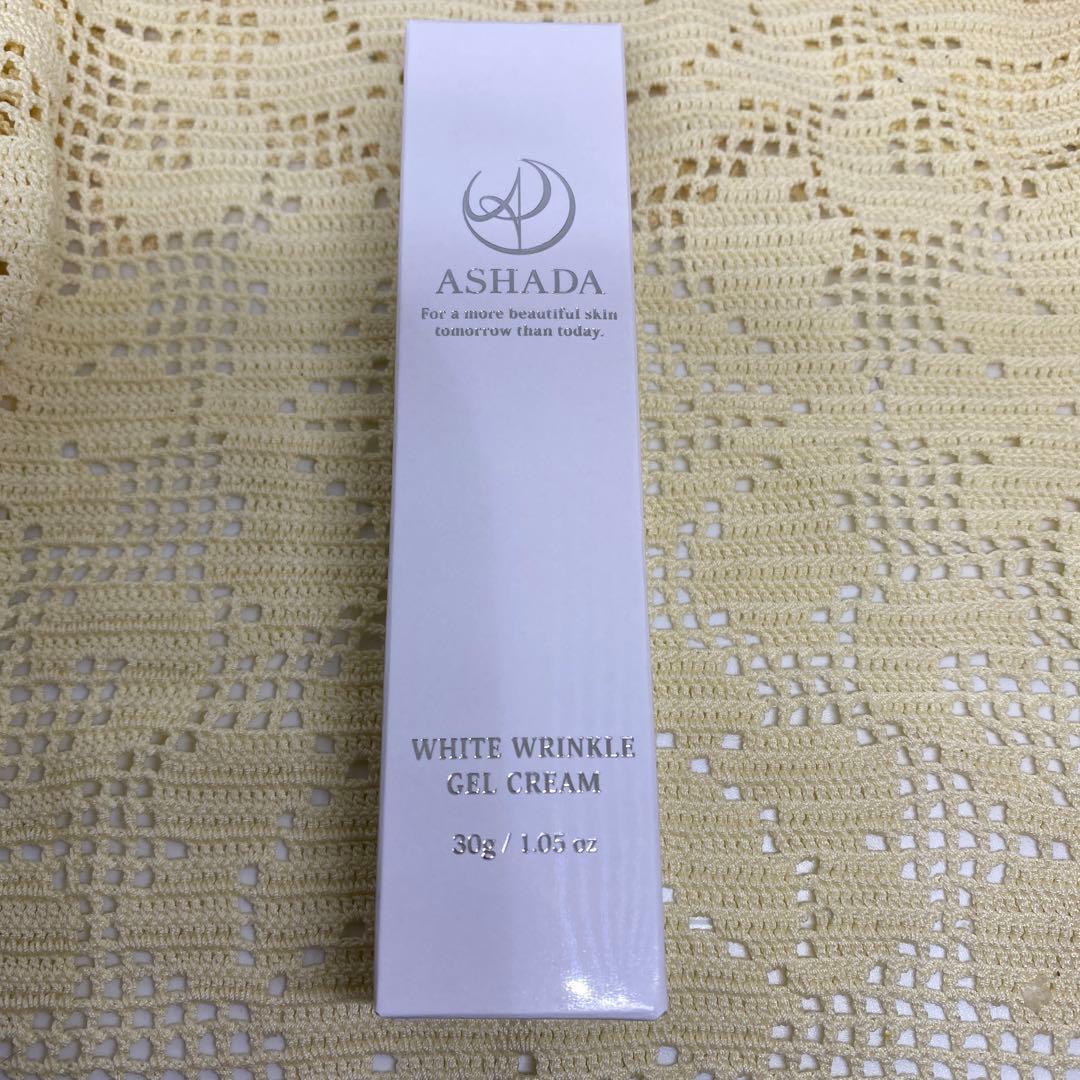 ASHADA
For a more beautiful skin
tomorrow than today.
WHITE WRINKLE
GEL CREAM
30g / 1.05 oz